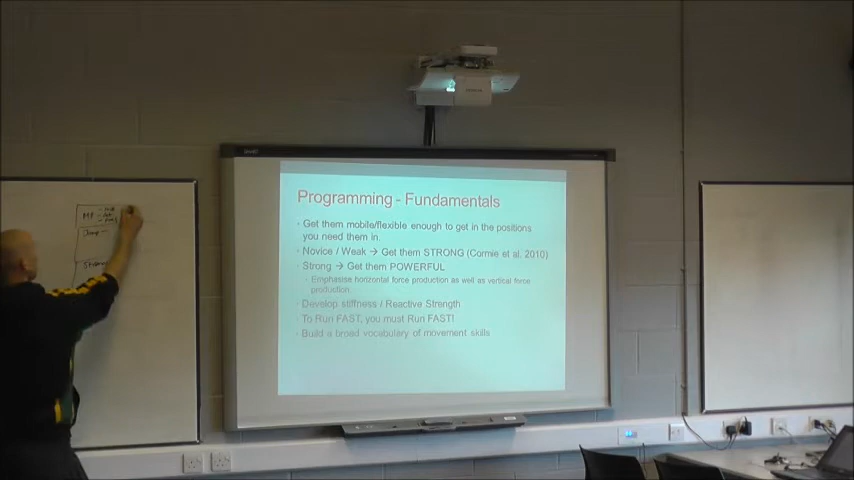 MP
Jump -
Programming - Fundamentals
· Get them mobile/flexible enough to get in the positions
you need them in.
· Novice / Weak → Get them STRONG (Cormie et al. 2010)
· Strong → Get them POWERFUL
· Emphasise horizontal force production as well as vertical force
production.
· Develop stiffness / Reactive Strength
· To Run FAST, you must Run FAST!
· Build a broad vocabulary of movement skills